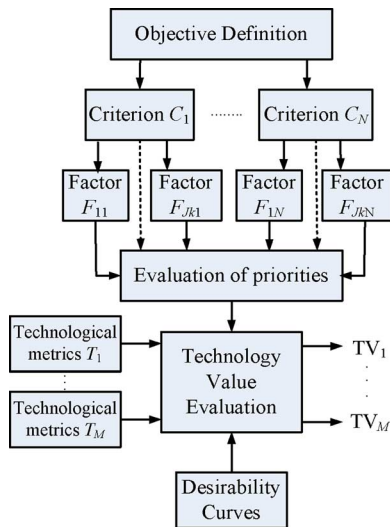 Objective Definition
Criterion C1
........
Criterion CN
Factor
F11
Factor
FJk1
Factor
F1N
Factor
FJkN
Evaluation of priorities
Technological
metrics T1
Technological
metrics TM
Technology
Value
Evaluation
TV1
TVM
Desirability
Curves